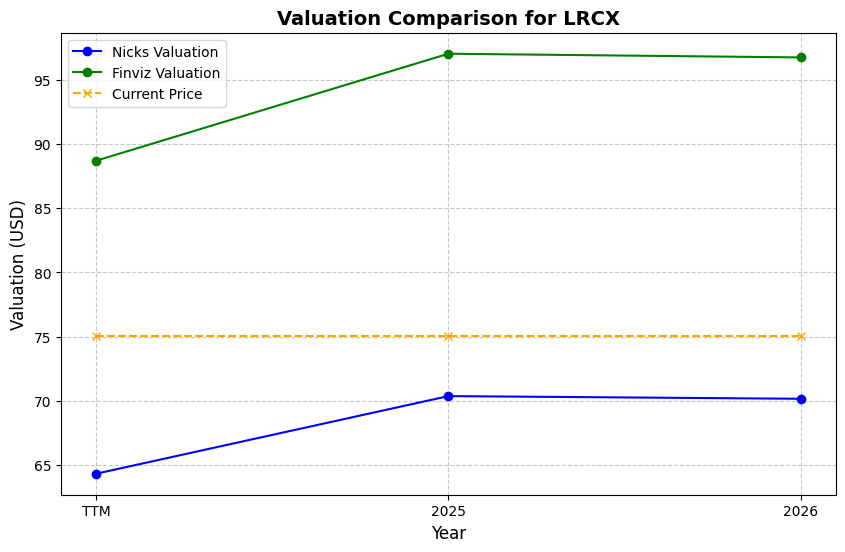 Valuation Comparison for LRCX
Nicks Valuation
Finviz Valuation
Current Price
Valuation (USD)
95
90
85
80
75
70
65
TTM
2025
2026
Year